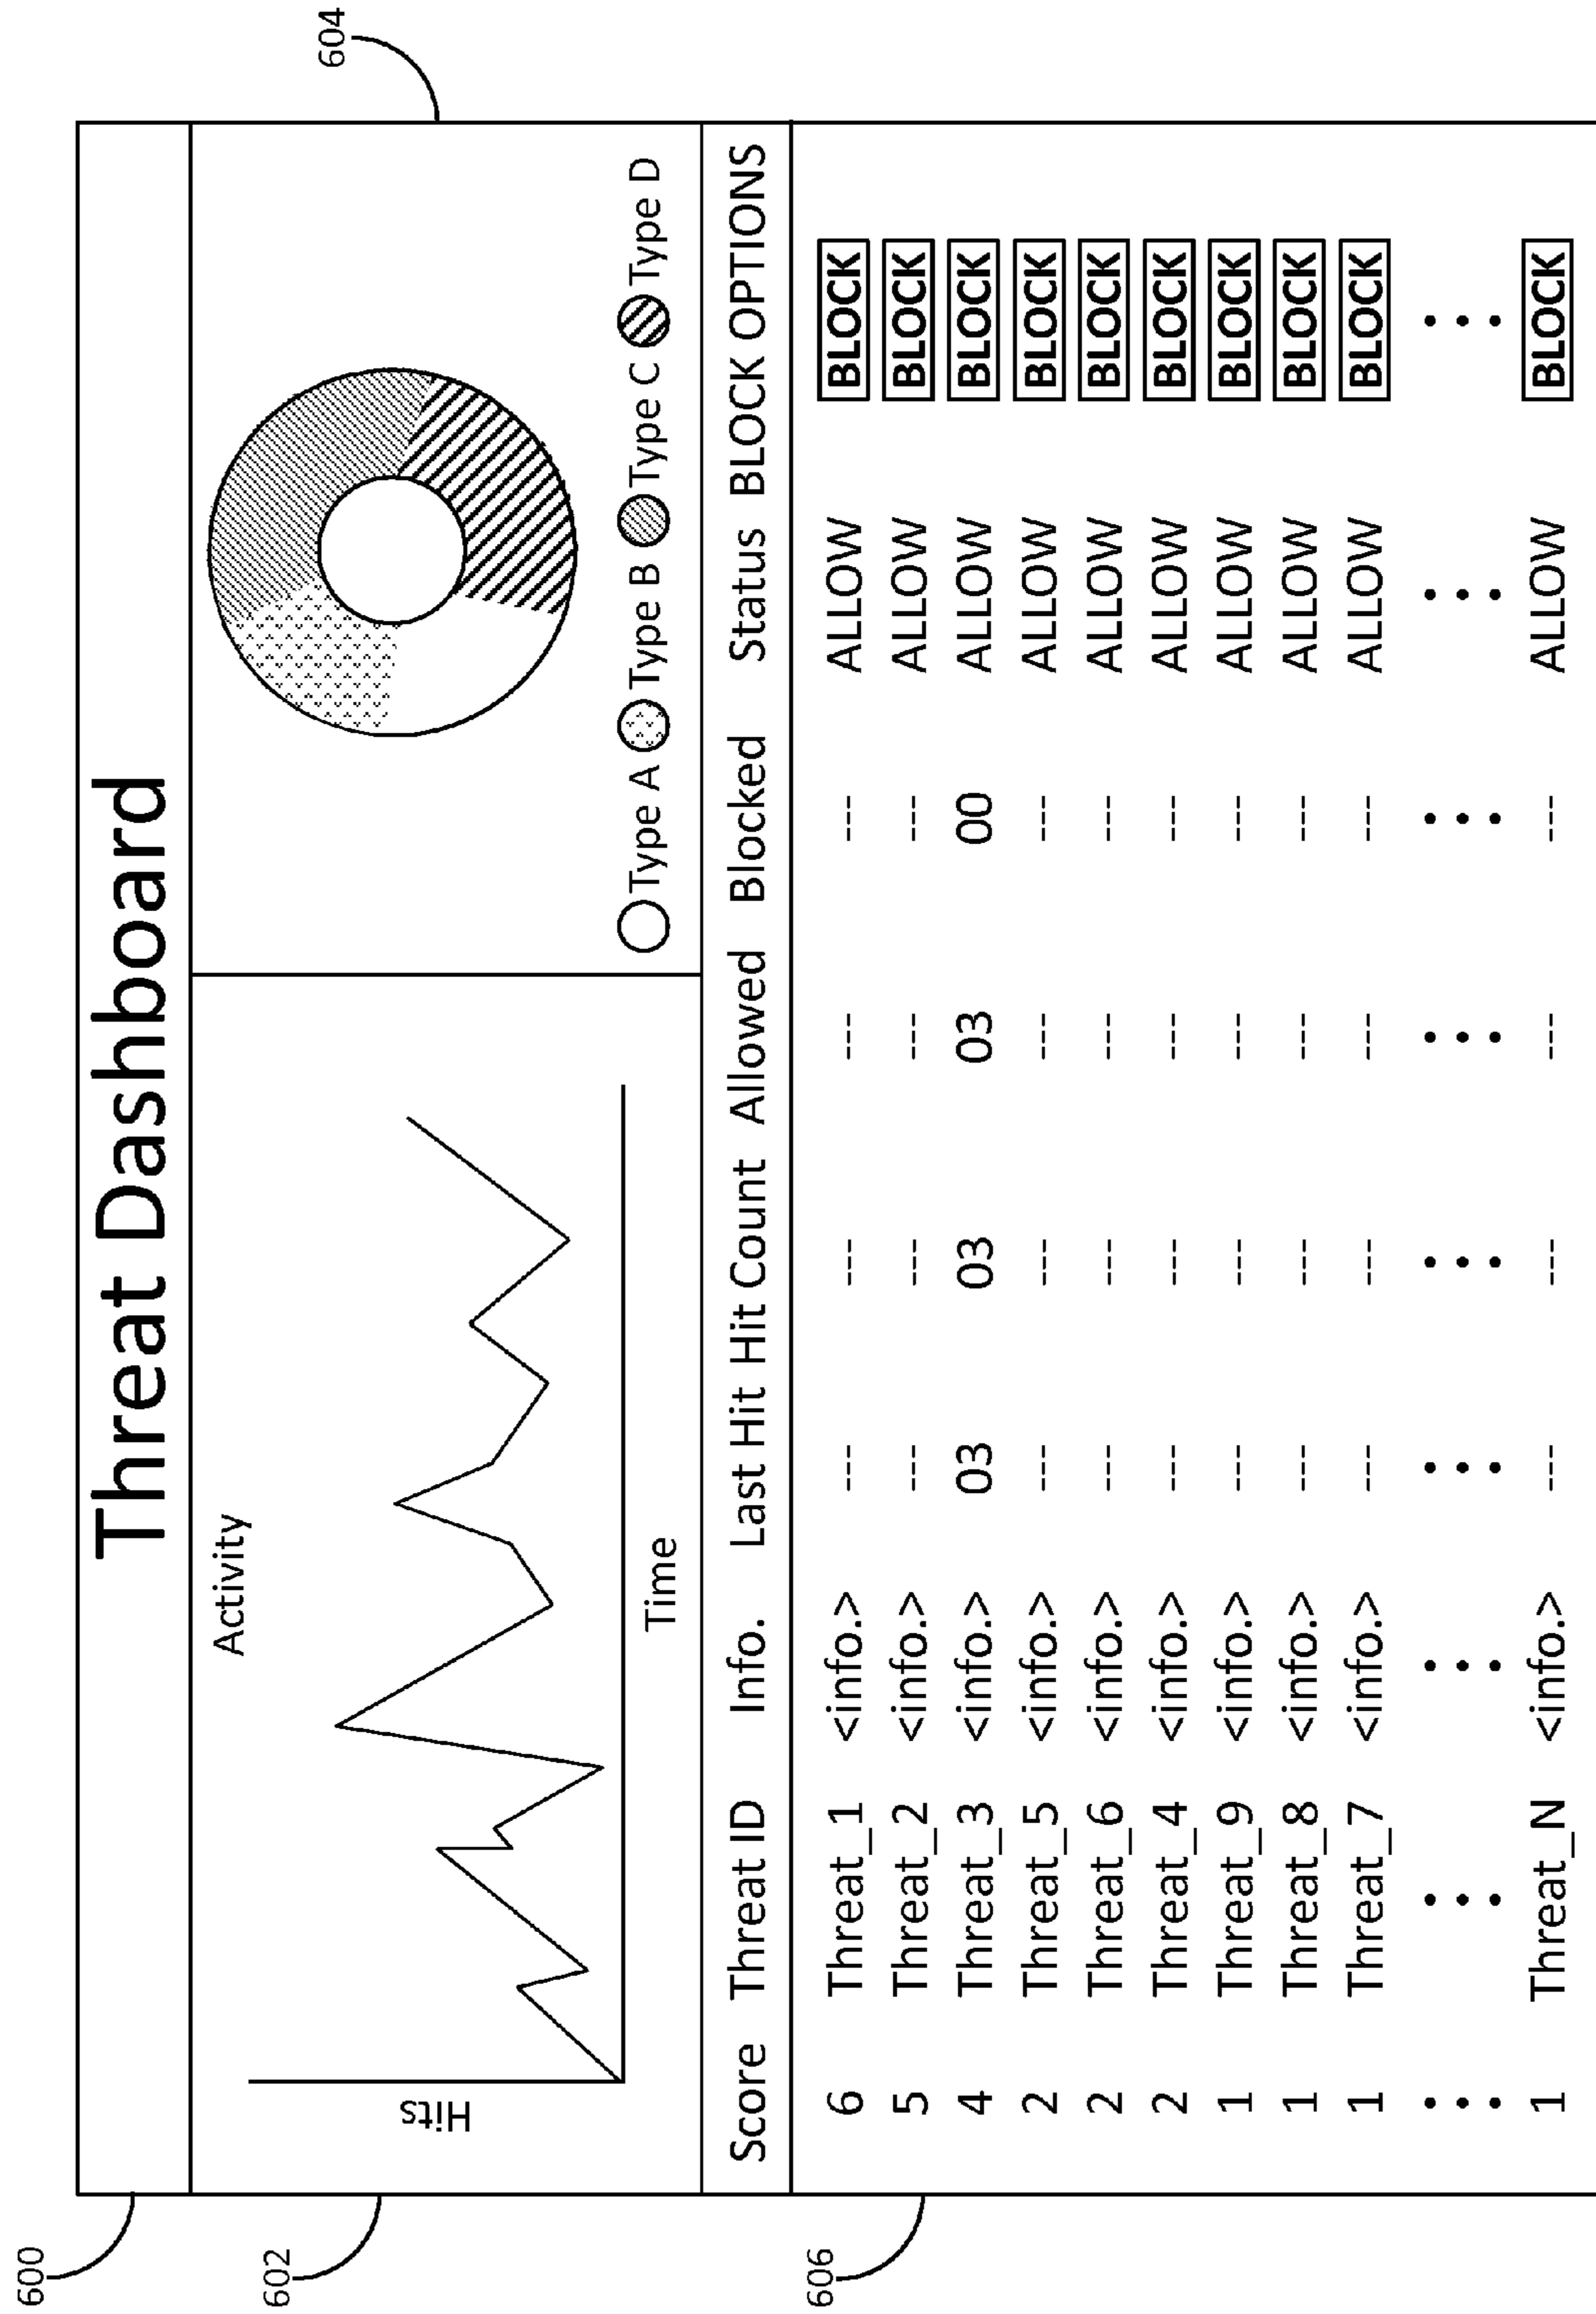 600
Threat Dashboard
602
Activity
Hits
Time
604
Type A Type B Type C Type D
606
Score Threat ID Info. Last Hit Hit Count Allowed Blocked Status BLOCK OPTIONS
6 Threat_1 <info.> --- --- --- --- ALLOW BLOCK
5 Threat_2 <info.> --- --- --- --- ALLOW BLOCK
4 Threat_3 <info.> 03 03 03 00 ALLOW BLOCK
2 Threat_5 <info.> --- --- --- --- ALLOW BLOCK
2 Threat_6 <info.> --- --- --- --- ALLOW BLOCK
2 Threat_4 <info.> --- --- --- --- ALLOW BLOCK
1 Threat_9 <info.> --- --- --- --- ALLOW BLOCK
1 Threat_8 <info.> --- --- --- --- ALLOW BLOCK
1 Threat_7 <info.> --- --- --- --- ALLOW BLOCK
1 Threat_N <info.> --- --- --- --- ALLOW BLOCK